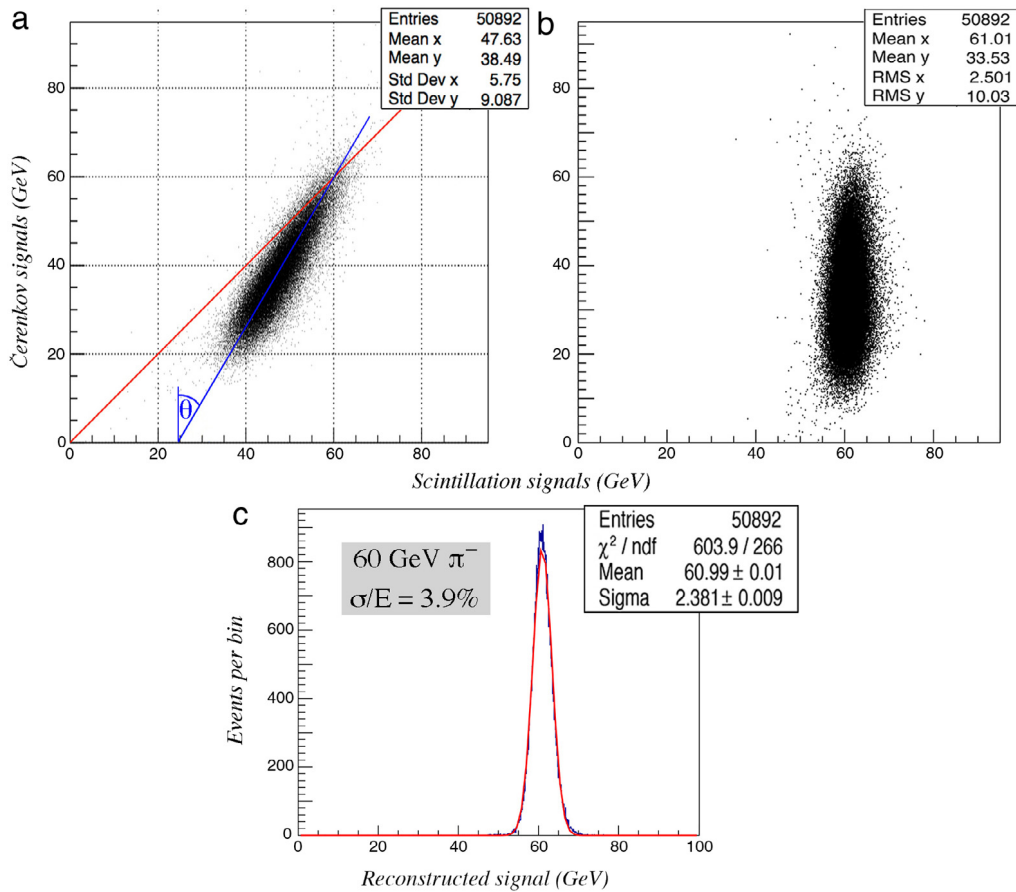 a
Entries 50892
Mean x 47.63
Mean y 38.49
Std Dev x 5.75
Std Dev y 9.087
80
60
40
20
0
θ
0 20 40 60 80
Čerenkov signals (GeV)
b
Entries 50892
Mean x 61.01
Mean y 33.53
RMS x 2.501
RMS y 10.03
80
60
40
20
0
0 20 40 60 80
Scintillation signals (GeV)
c
Entries 50892
χ² / ndf 603.9 / 266
Mean 60.99 ± 0.01
Sigma 2.381 ± 0.009
60 GeV π⁻
σ/E = 3.9%
800
600
400
200
0
0 20 40 60 80 100
Events per bin
Reconstructed signal (GeV)